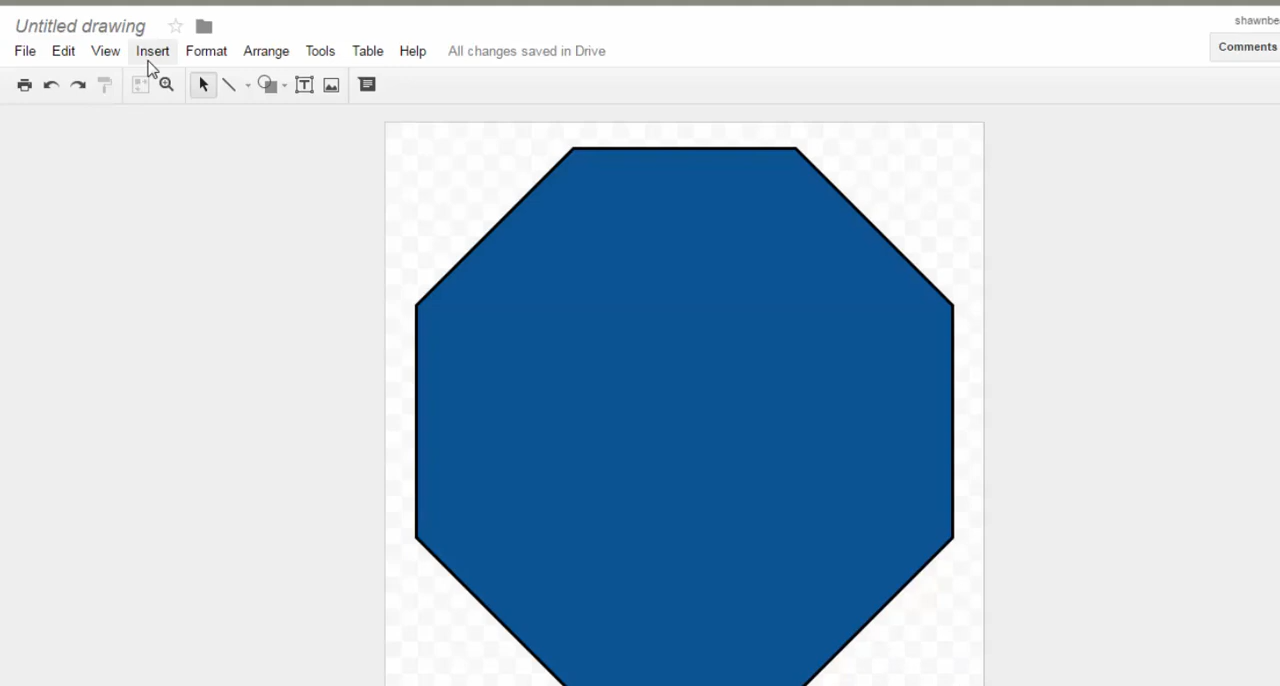 Untitled drawing
shawnbe
File Edit View Insert Format Arrange Tools Table Help All changes saved in Drive
Comments